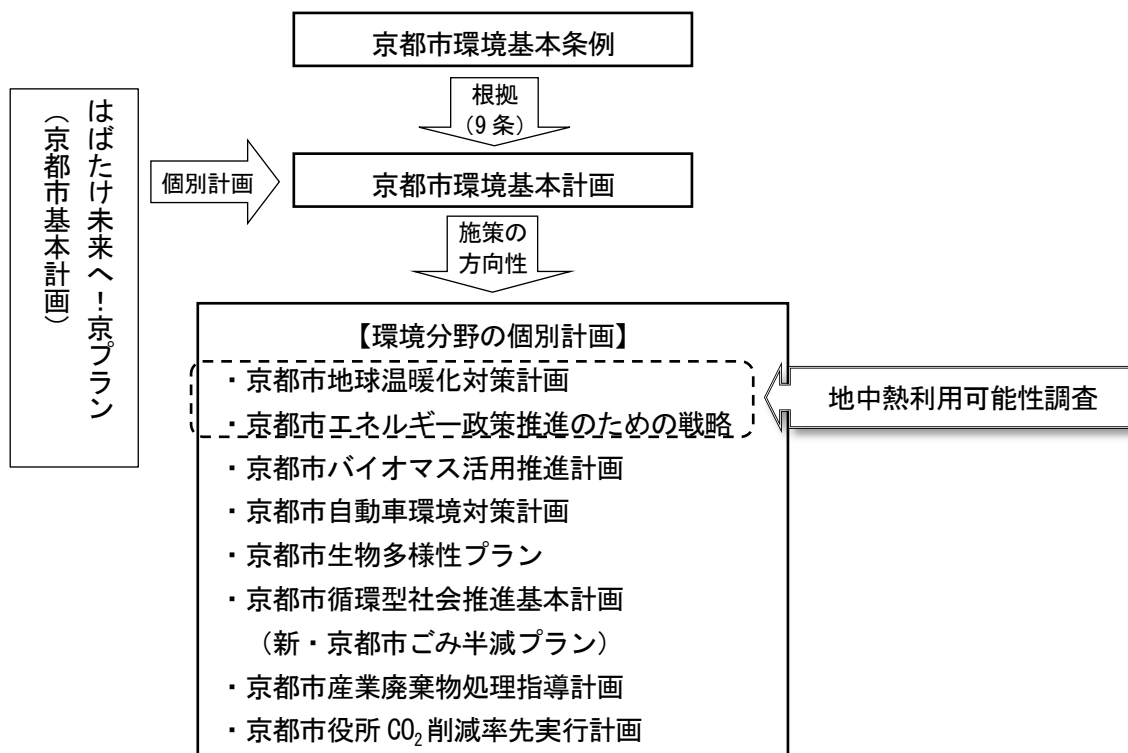 京都市環境基本条例
根拠
(9条)
はばたけ未来へ！京プラン
（京都市基本計画）
個別計画
京都市環境基本計画
施策の
方向性
【環境分野の個別計画】
・京都市地球温暖化対策計画
・京都市エネルギー政策推進のための戦略
・京都市バイオマス活用推進計画
・京都市自動車環境対策計画
・京都市生物多様性プラン
・京都市循環型社会推進基本計画
（新・京都市ごみ半減プラン）
・京都市産業廃棄物処理指導計画
・京都市役所CO₂削減率先実行計画
地中熱利用可能性調査